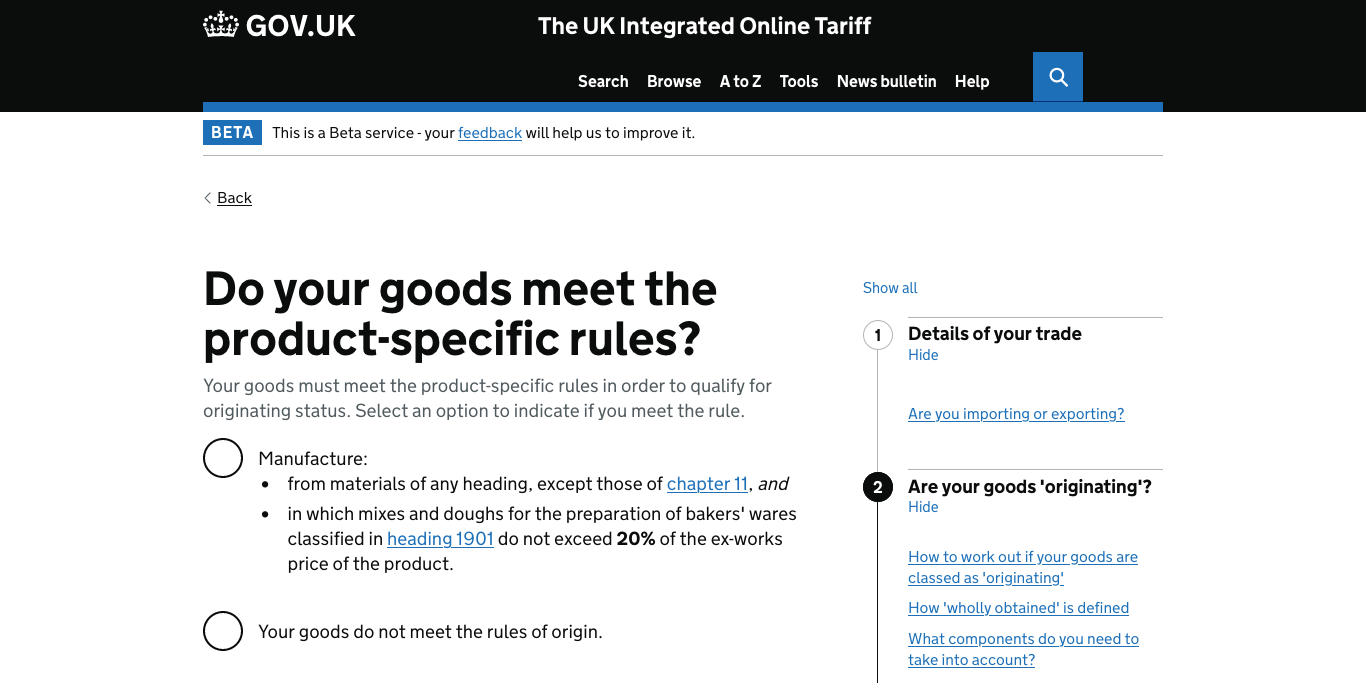 GOV.UK
The UK Integrated Online Tariff
Search Browse A to Z Tools News bulletin Help
BETA This is a Beta service - your feedback will help us to improve it.
Back
Do your goods meet the
product-specific rules?
Your goods must meet the product-specific rules in order to qualify for
originating status. Select an option to indicate if you meet the rule.
Manufacture:
• from materials of any heading, except those of chapter 11, and
• in which mixes and doughs for the preparation of bakers' wares
classified in heading 1901 do not exceed 20% of the ex-works
price of the product.
Your goods do not meet the rules of origin.
Show all
1 Details of your trade
Hide
Are you importing or exporting?
2 Are your goods 'originating'?
Hide
How to work out if your goods are
classed as 'originating'
How 'wholly obtained' is defined
What components do you need to
take into account?